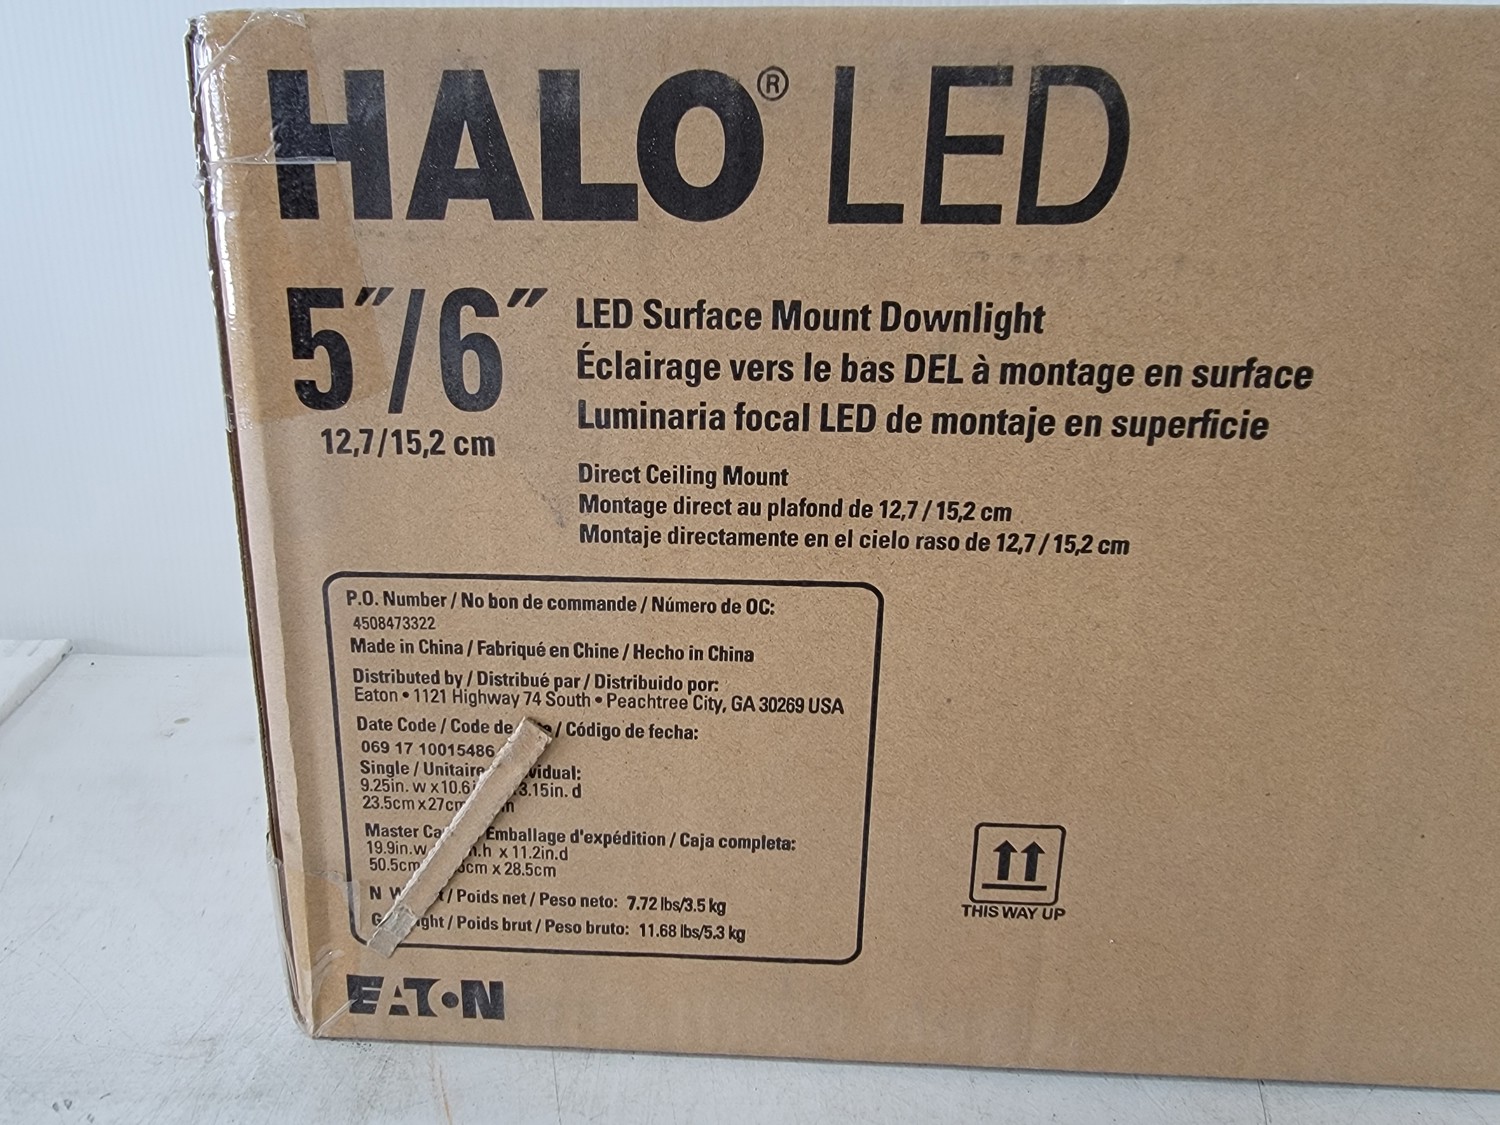 HALO® LED
5"/6"
12,7/15,2 cm
LED Surface Mount Downlight
Éclairage vers le bas DEL à montage en surface
Luminaria focal LED de montaje en superficie
Direct Ceiling Mount
Montage direct au plafond de 12,7 / 15,2 cm
Montaje directamente en el cielo raso de 12,7 / 15,2 cm
P.O. Number / No bon de commande / Número de OC:
4508473322
Made in China / Fabriqué en Chine / Hecho in China
Distributed by / Distribué par / Distribuido por:
Eaton • 1121 Highway 74 South • Peachtree City, GA 30269 USA
Date Code / Code de / Código de fecha:
069 17 10015486
Single / Unitaire
9.25in. w x 10.6 3.15in. d
23.5cm x 27cm
Master / Emballage d'expédition / Caja completa:
19.9in.w x 11.2in.d
50.5cm x 28.5cm
N / Poids net / Peso neto: 7.72 lbs/3.5 kg
/ Poids brut / Peso bruto: 11.68 lbs/5.3 kg
THIS WAY UP
EATON